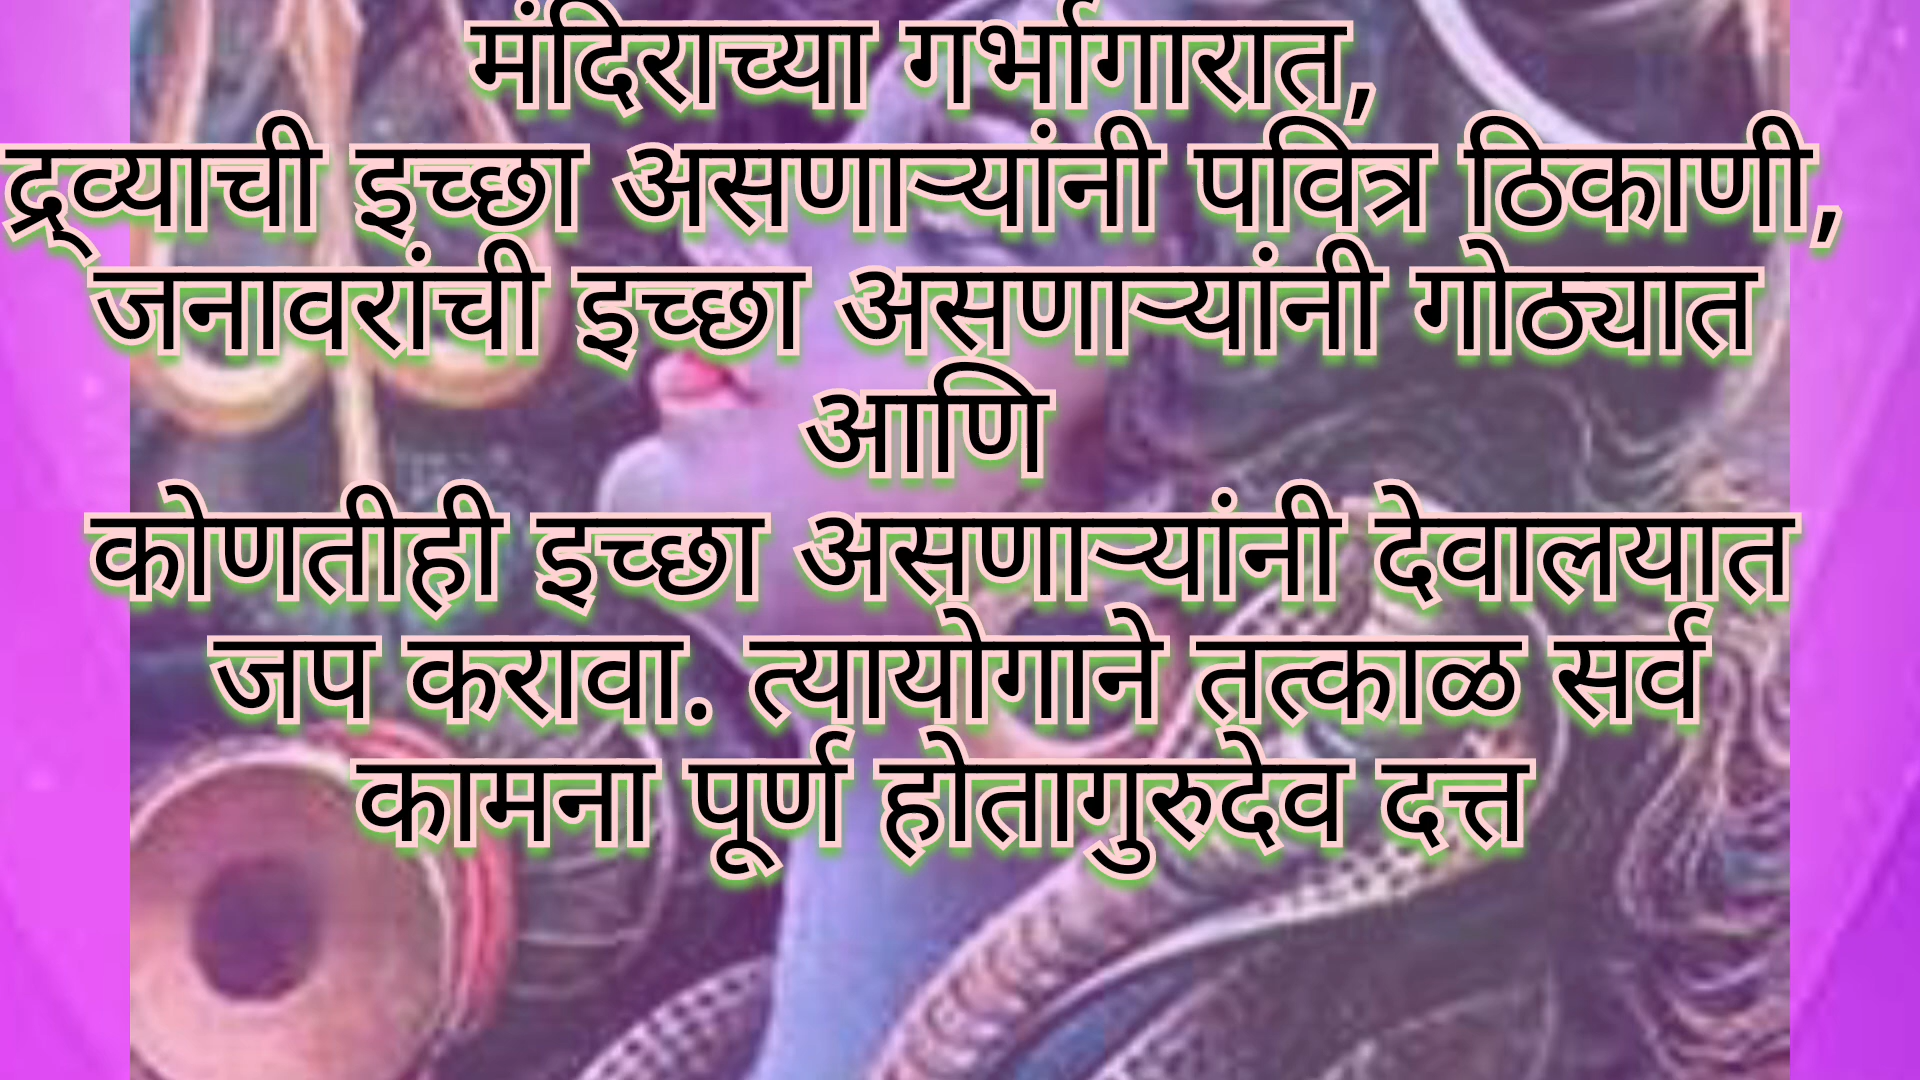 मंदिराच्या गर्भागारात,
द्र्व्याची इच्छा असणाऱ्यांनी पवित्र ठिकाणी,
जनावरांची इच्छा असणाऱ्यांनी गोठ्यात
आणि
कोणतीही इच्छा असणाऱ्यांनी देवालयात
जप करावा. त्यायोगाने तत्काळ सर्व
कामना पूर्ण होतागुरुदेव दत्त